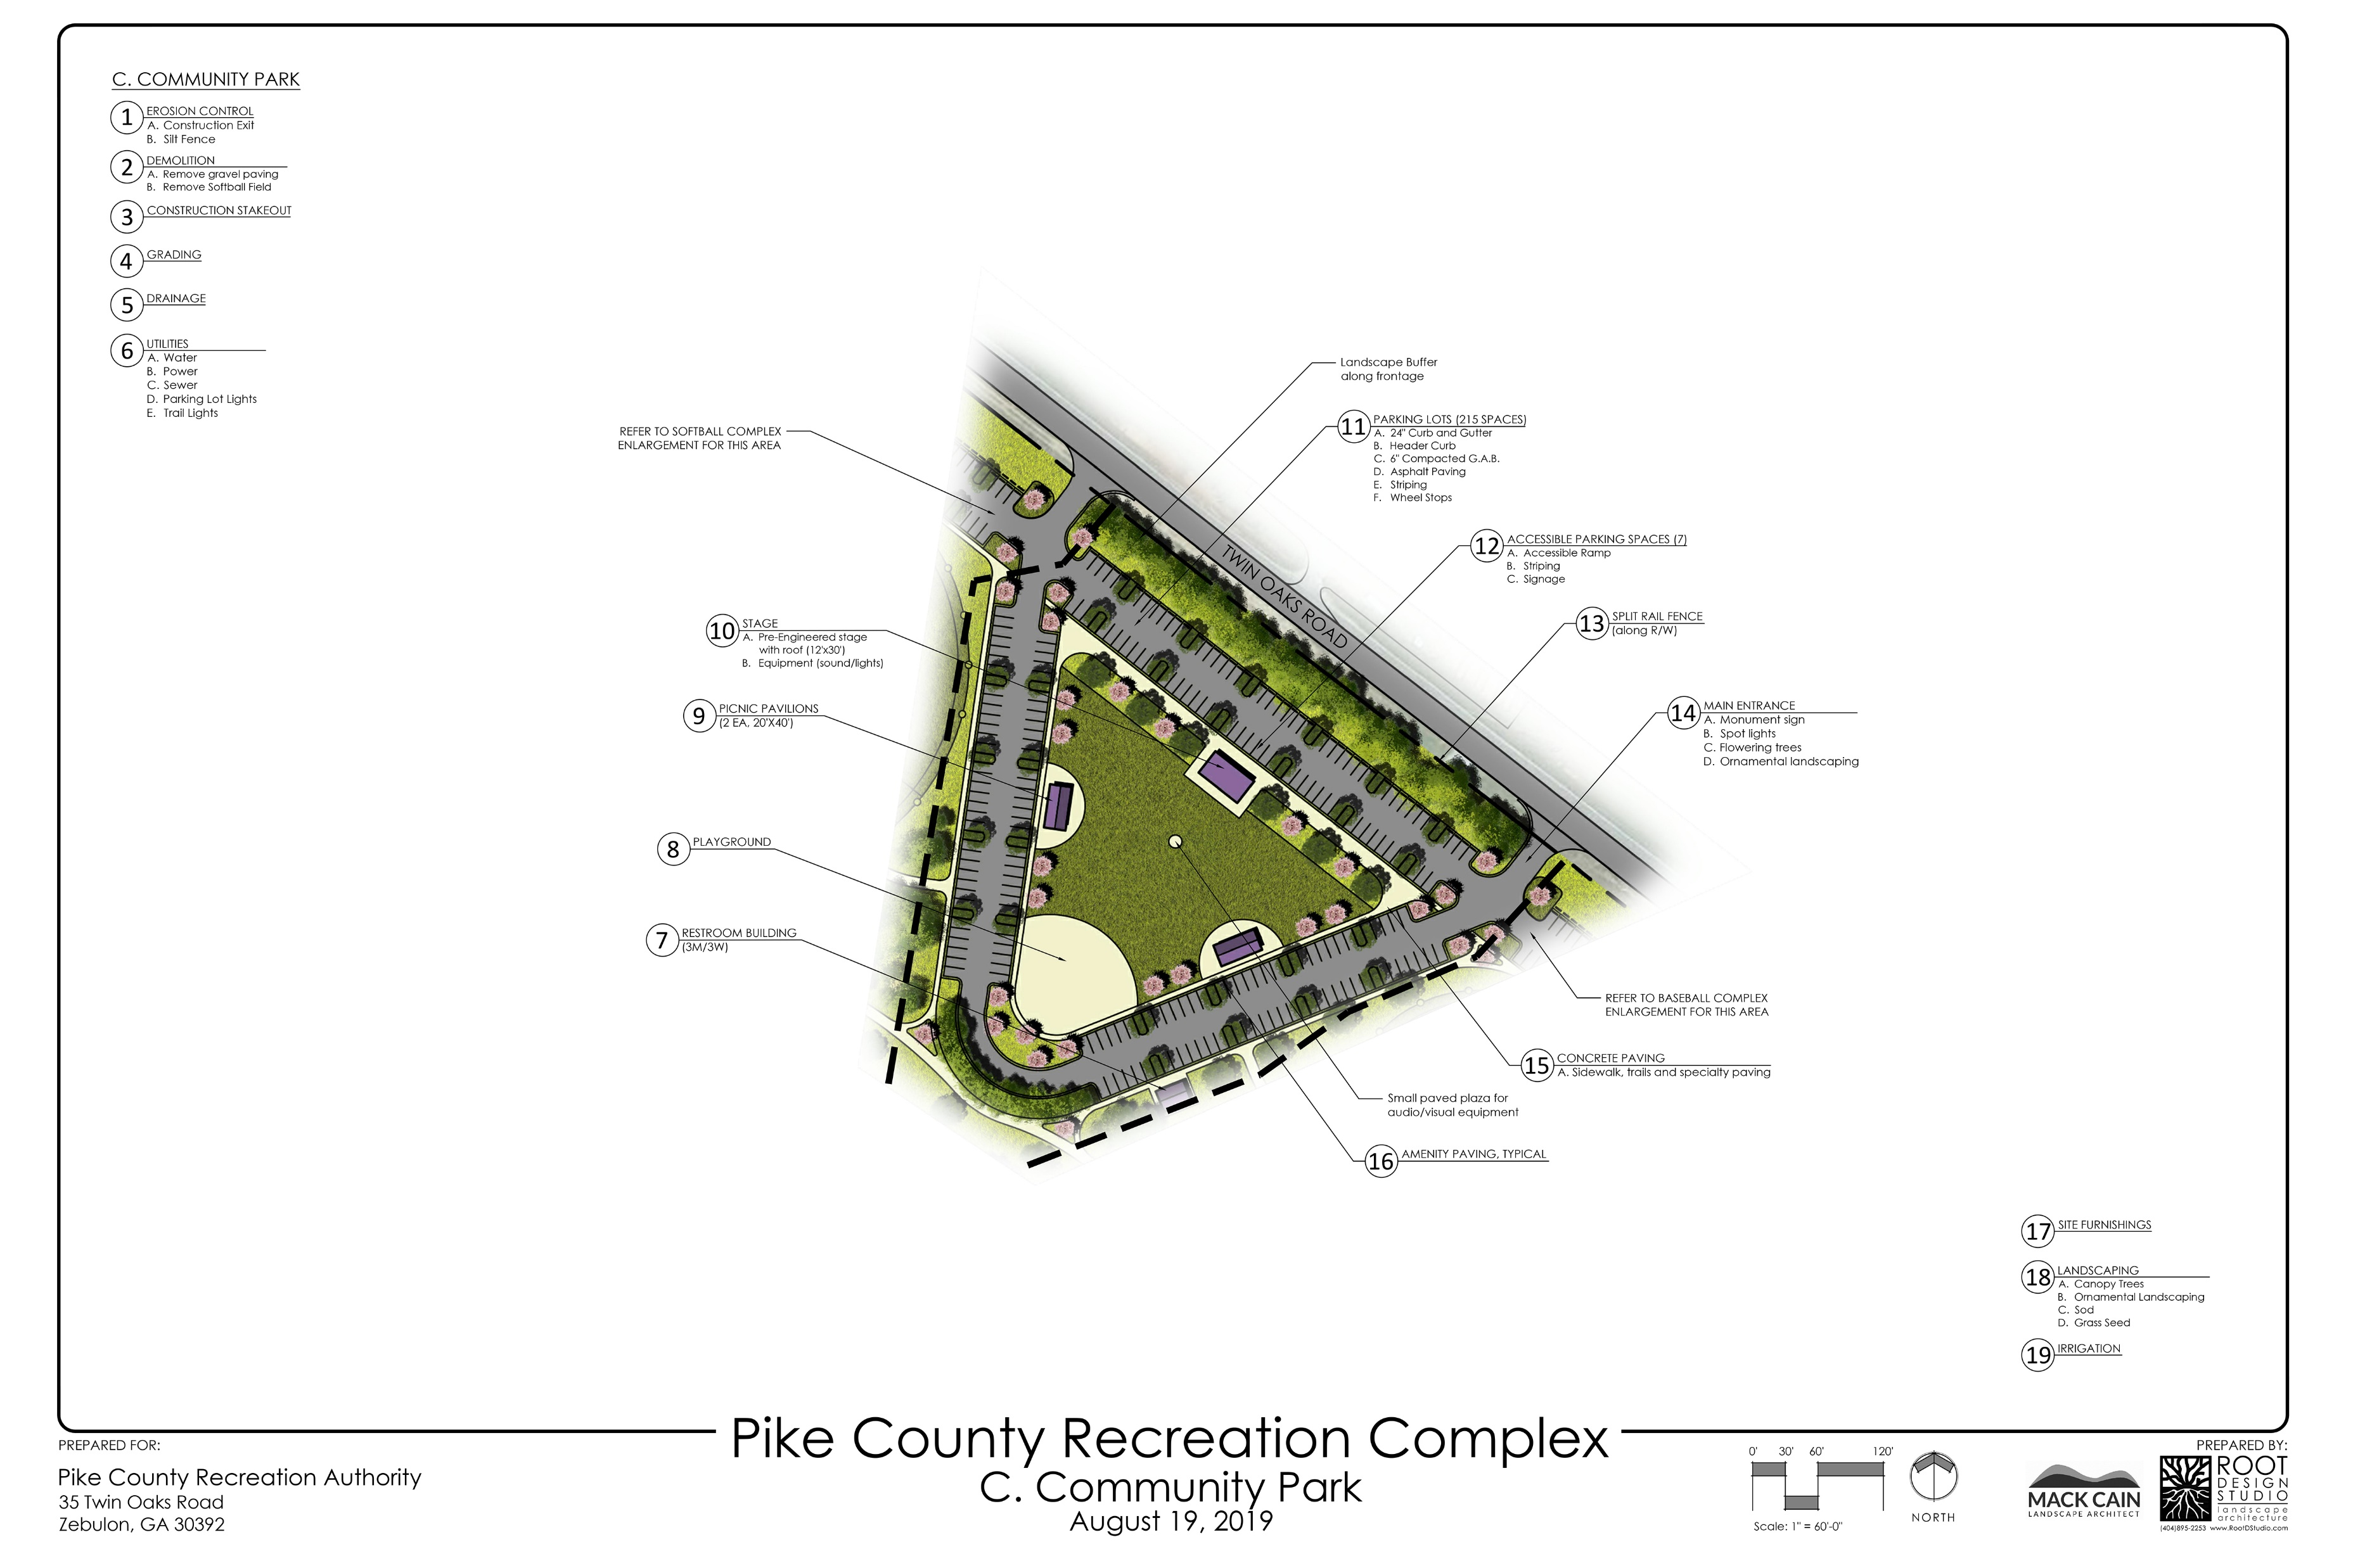 C. COMMUNITY PARK
1 EROSION CONTROL
A. Construction Exit
B. Silt Fence
2 DEMOLITION
A. Remove gravel paving
B. Remove Softball Field
3 CONSTRUCTION STAKEOUT
4 GRADING
5 DRAINAGE
6 UTILITIES
A. Water
B. Power
C. Sewer
D. Parking Lot Lights
E. Trail Lights
REFER TO SOFTBALL COMPLEX
ENLARGEMENT FOR THIS AREA
10 STAGE
A. Pre-Engineered stage
with roof (12'x30')
B. Equipment (sound/lights)
9 PICNIC PAVILIONS
(2 EA. 20'X40')
8 PLAYGROUND
7 RESTROOM BUILDING
(3M/3W)
Landscape Buffer
along frontage
11 PARKING LOTS (215 SPACES)
A. 24" Curb and Gutter
B. Header Curb
C. 6" Compacted G.A.B.
D. Asphalt Paving
E. Striping
F. Wheel Stops
12 ACCESSIBLE PARKING SPACES (7)
A. Accessible Ramp
B. Striping
C. Signage
TWIN OAKS ROAD
13 SPLIT RAIL FENCE
(along R/W)
14 MAIN ENTRANCE
A. Monument sign
B. Spot lights
C. Flowering trees
D. Ornamental landscaping
REFER TO BASEBALL COMPLEX
ENLARGEMENT FOR THIS AREA
15 CONCRETE PAVING
A. Sidewalk, trails and specialty paving
Small paved plaza for
audio/visual equipment
16 AMENITY PAVING, TYPICAL
17 SITE FURNISHINGS
18 LANDSCAPING
A. Canopy Trees
B. Ornamental Landscaping
C. Sod
D. Grass Seed
19 IRRIGATION
PREPARED FOR:
Pike County Recreation Authority
35 Twin Oaks Road
Zebulon, GA 30392
Pike County Recreation Complex
C. Community Park
August 19, 2019
0' 30' 60' 120'
Scale: 1" = 60'-0"
NORTH
MACK CAIN
LANDSCAPE ARCHITECT
PREPARED BY:
ROOT
DESIGN
STUDIO
landscape
architecture
(404)895-2253 www.RootDStudio.com